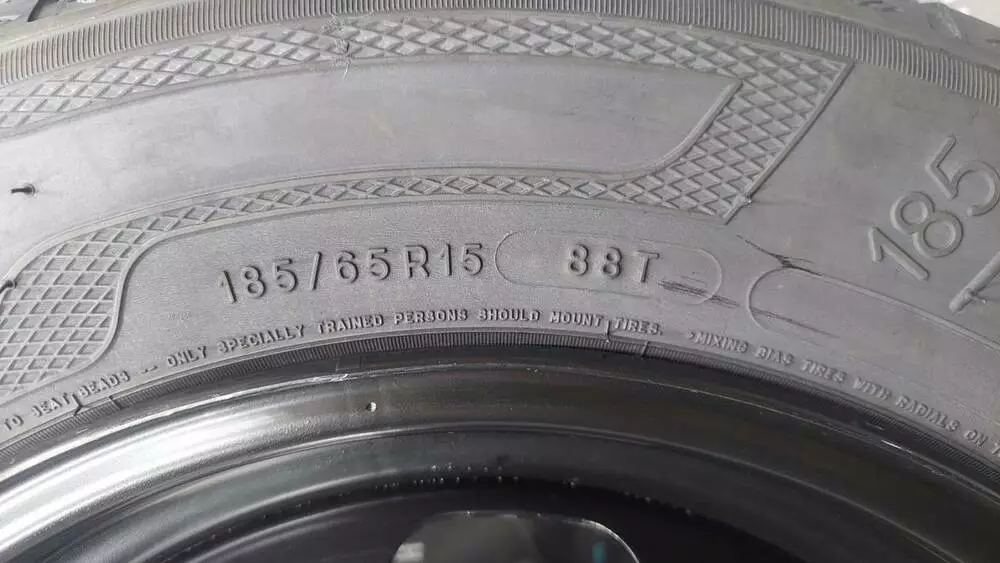 185/65R15 88T
185
TO SEAT BEADS -- ONLY SPECIALLY TRAINED PERSONS SHOULD MOUNT TIRES. MIXING BIAS TIRES WITH RADIALS ON